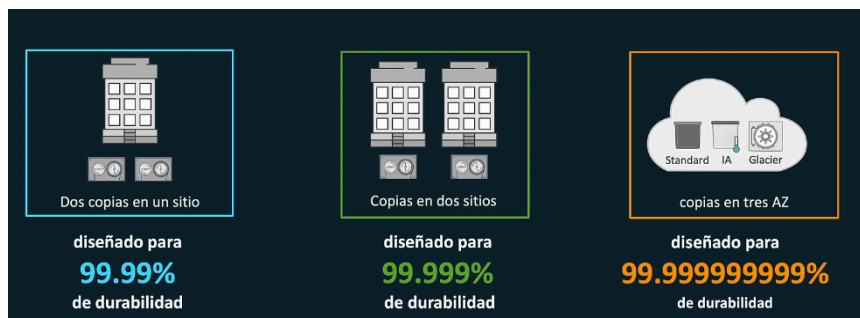 Dos copias en un sitio
diseñado para
99.99%
de durabilidad
Copias en dos sitios
diseñado para
99.999%
de durabilidad
Standard IA Glacier
copias en tres AZ
diseñado para
99.999999999%
de durabilidad